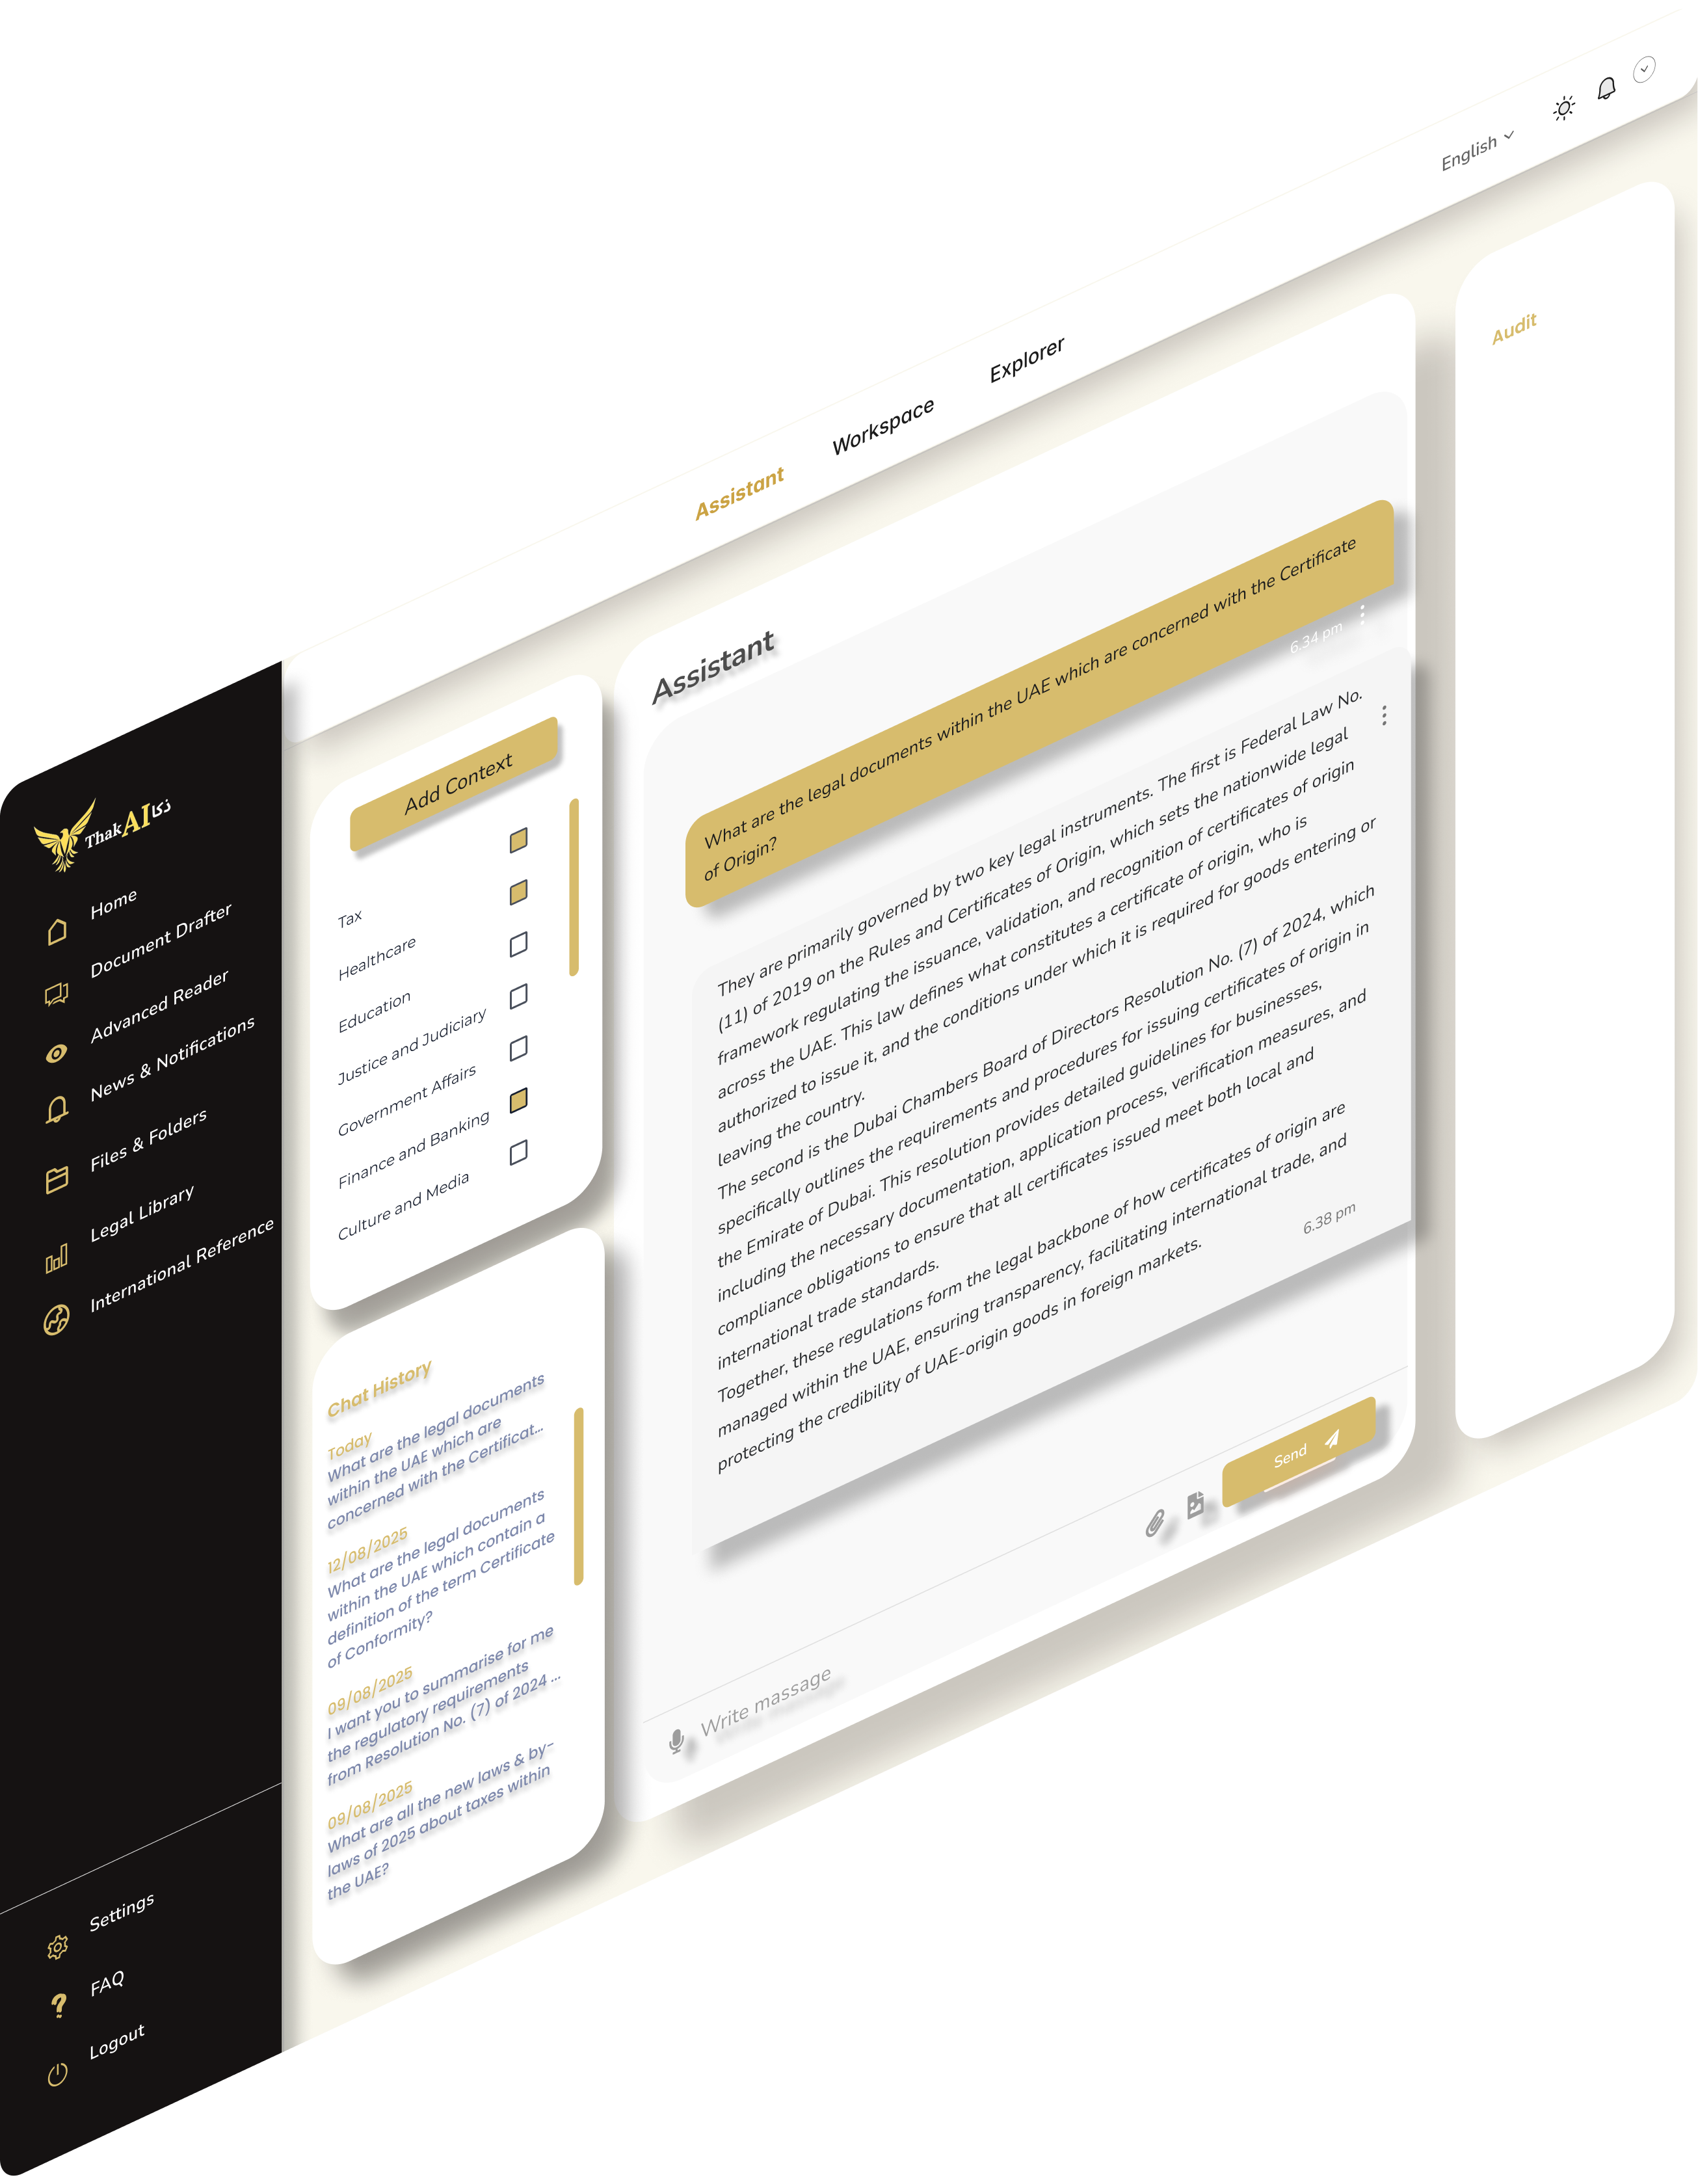 English
Assistant
Workspace
Explorer
ThakAI ذكا
Home
Document Drafter
Advanced Reader
News & Notifications
Files & Folders
Legal Library
International Reference
Settings
FAQ
Logout
Add Context
Tax
Healthcare
Education
Justice and Judiciary
Government Affairs
Finance and Banking
Culture and Media
Chat History
Today
What are the legal documents
within the UAE which are
concerned with the Certificat...
12/08/2025
What are the legal documents
within the UAE which contain a
definition of the term Certificate
of Conformity?
09/08/2025
I want you to summarise for me
the regulatory requirements
from Resolution No. (7) of 2024 ...
09/08/2025
What are all the new laws & by-
laws of 2025 about taxes within
the UAE?
Assistant
What are the legal documents within the UAE which are concerned with the Certificate
of Origin?
6.34 pm
They are primarily governed by two key legal instruments. The first is Federal Law No.
(11) of 2019 on the Rules and Certificates of Origin, which sets the nationwide legal
framework regulating the issuance, validation, and recognition of certificates of origin
across the UAE. This law defines what constitutes a certificate of origin, who is
authorized to issue it, and the conditions under which it is required for goods entering or
leaving the country.
The second is the Dubai Chambers Board of Directors Resolution No. (7) of 2024, which
specifically outlines the requirements and procedures for issuing certificates of origin in
the Emirate of Dubai. This resolution provides detailed guidelines for businesses,
including the necessary documentation, application process, verification measures, and
compliance obligations to ensure that all certificates issued meet both local and
international trade standards.
Together, these regulations form the legal backbone of how certificates of origin are
managed within the UAE, ensuring transparency, facilitating international trade, and
protecting the credibility of UAE-origin goods in foreign markets.
6.38 pm
Write massage
Send
Audit